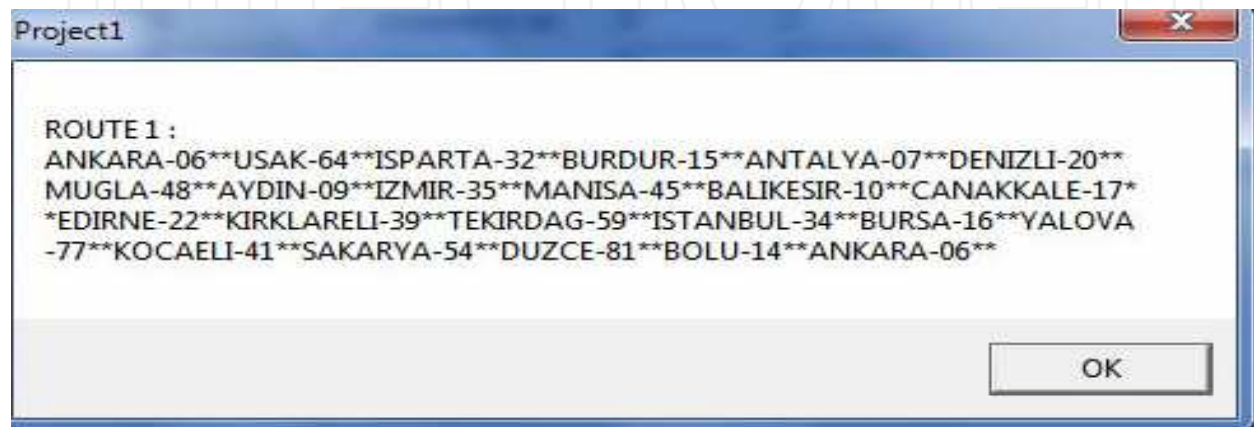 Project1
ROUTE 1 :
ANKARA-06**USAK-64**ISPARTA-32**BURDUR-15**ANTALYA-07**DENIZLI-20**
MUGLA-48**AYDIN-09**IZMIR-35**MANISA-45**BALIKESIR-10**CANAKKALE-17*
*EDIRNE-22**KIRKLARELI-39**TEKIRDAG-59**ISTANBUL-34**BURSA-16**YALOVA
-77**KOCAELI-41**SAKARYA-54**DUZCE-81**BOLU-14**ANKARA-06**
OK